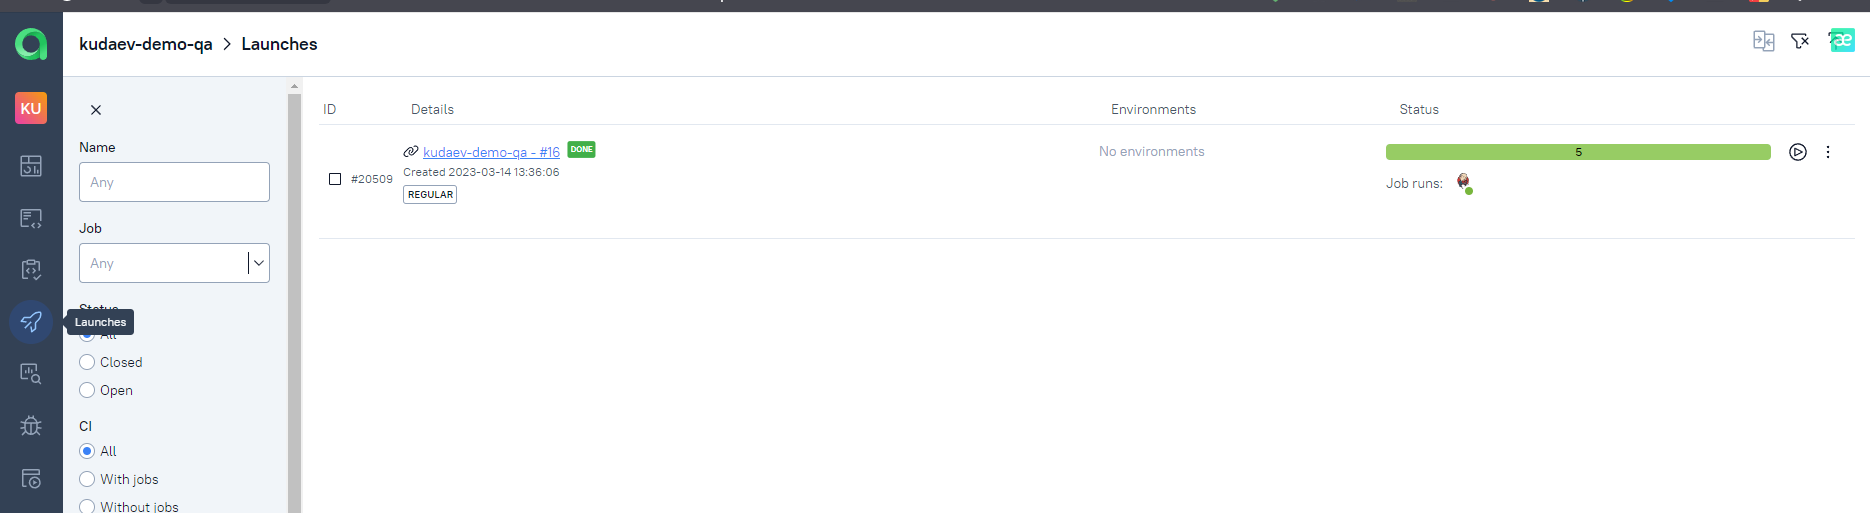 kudaev-demo-qa > Launches
KU
Name
Any
Job
Any
Launches
All
Closed
Open
CI
All
With jobs
Without jobs
ID Details Environments Status
#20509
kudaev-demo-qa - #16 DONE
Created 2023-03-14 13:36:06
REGULAR
No environments
5
Job runs: